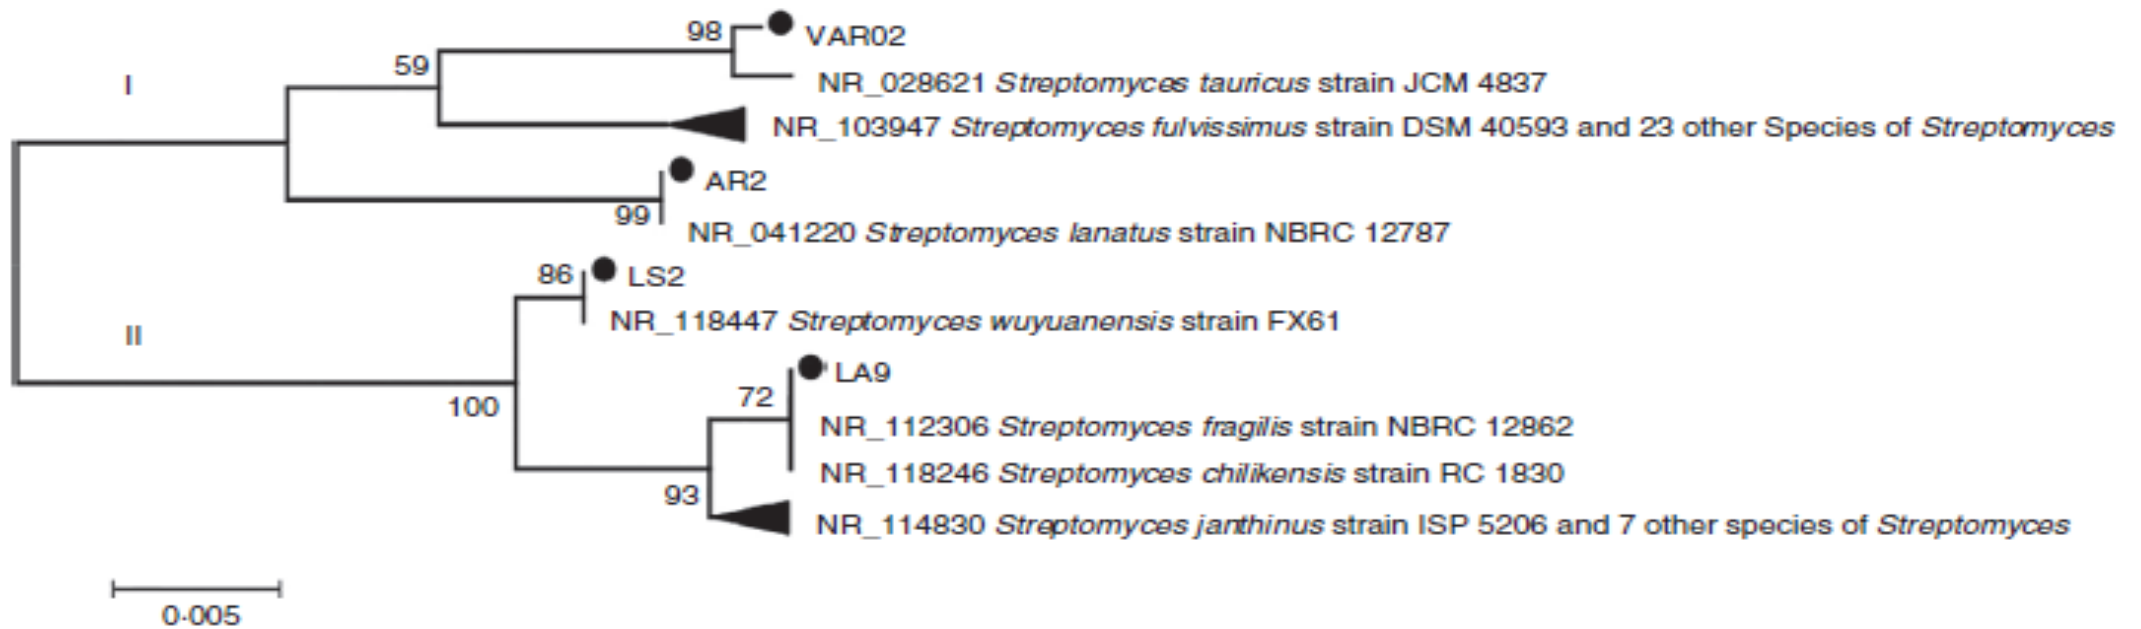 98
VAR02
59
I
NR_028621 Streptomyces tauricus strain JCM 4837
NR_103947 Streptomyces fulvissimus strain DSM 40593 and 23 other Species of Streptomyces
AR2
99
NR_041220 Streptomyces lanatus strain NBRC 12787
86
LS2
NR_118447 Streptomyces wuyuanensis strain FX61
II
LA9
72
100
NR_112306 Streptomyces fragilis strain NBRC 12862
NR_118246 Streptomyces chilikensis strain RC 1830
93
NR_114830 Streptomyces janthinus strain ISP 5206 and 7 other species of Streptomyces
0·005